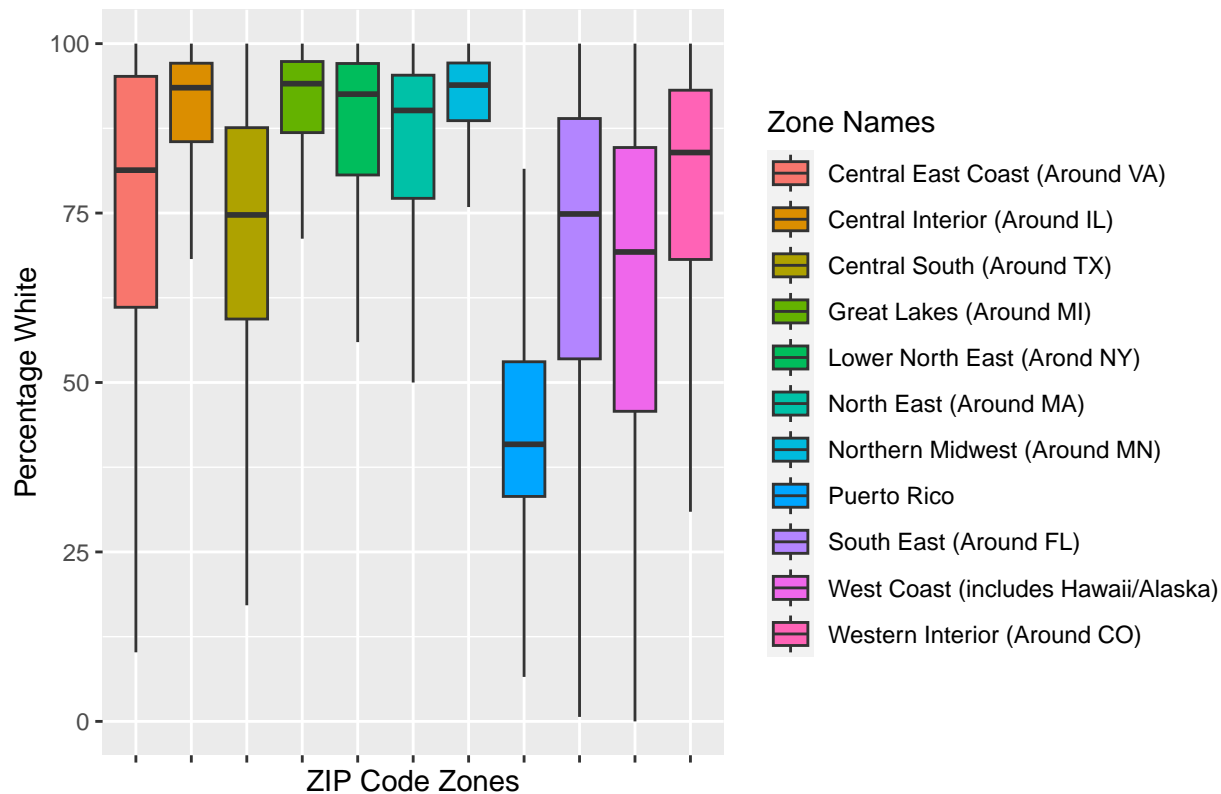 100
75
50
25
0
Percentage White
ZIP Code Zones
Zone Names
Central East Coast (Around VA)
Central Interior (Around IL)
Central South (Around TX)
Great Lakes (Around MI)
Lower North East (Arond NY)
North East (Around MA)
Northern Midwest (Around MN)
Puerto Rico
South East (Around FL)
West Coast (includes Hawaii/Alaska)
Western Interior (Around CO)